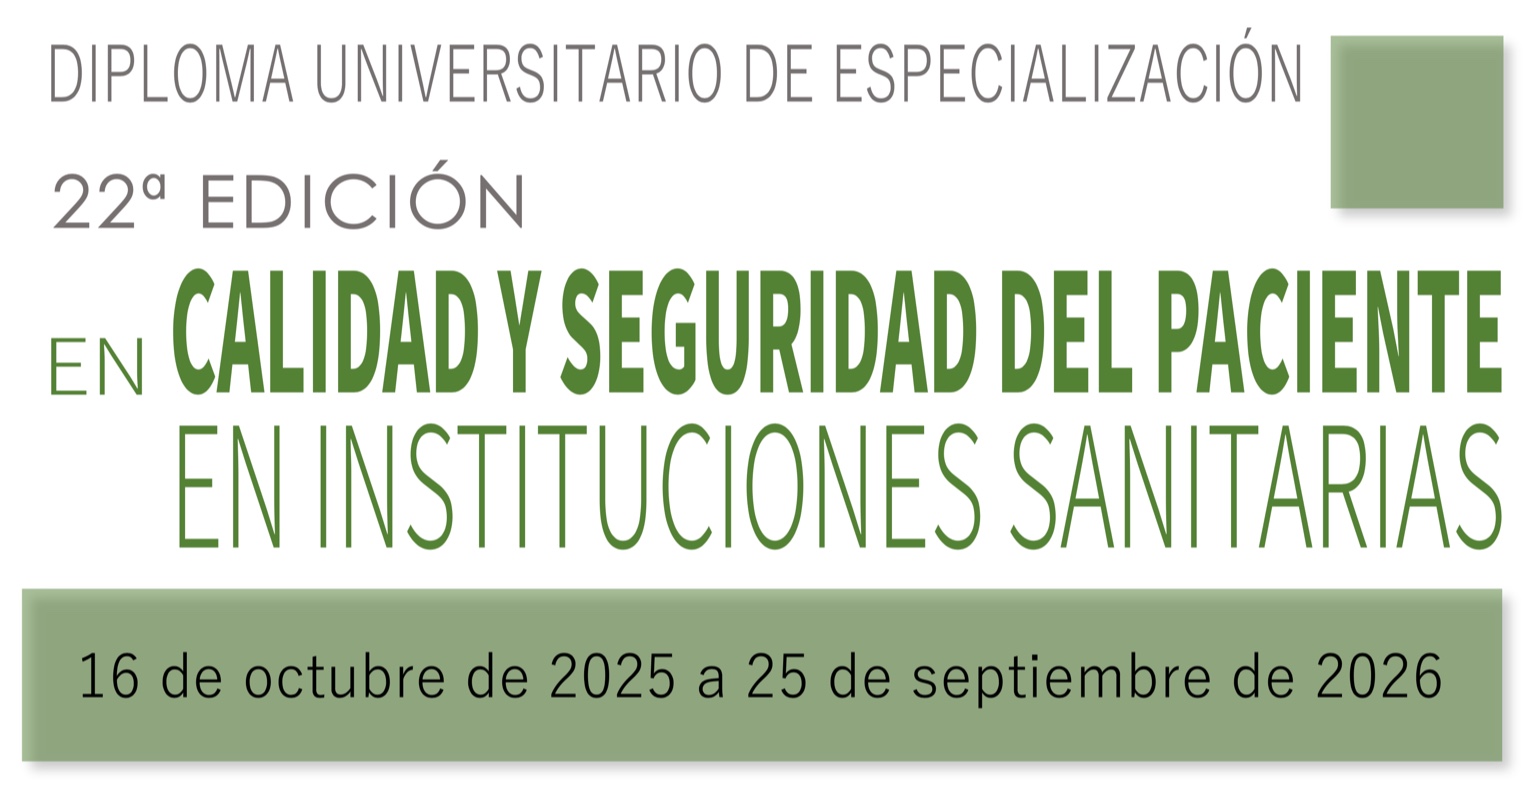 DIPLOMA UNIVERSITARIO DE ESPECIALIZACIÓN
22ª EDICIÓN
EN CALIDAD Y SEGURIDAD DEL PACIENTE
EN INSTITUCIONES SANITARIAS
16 de octubre de 2025 a 25 de septiembre de 2026